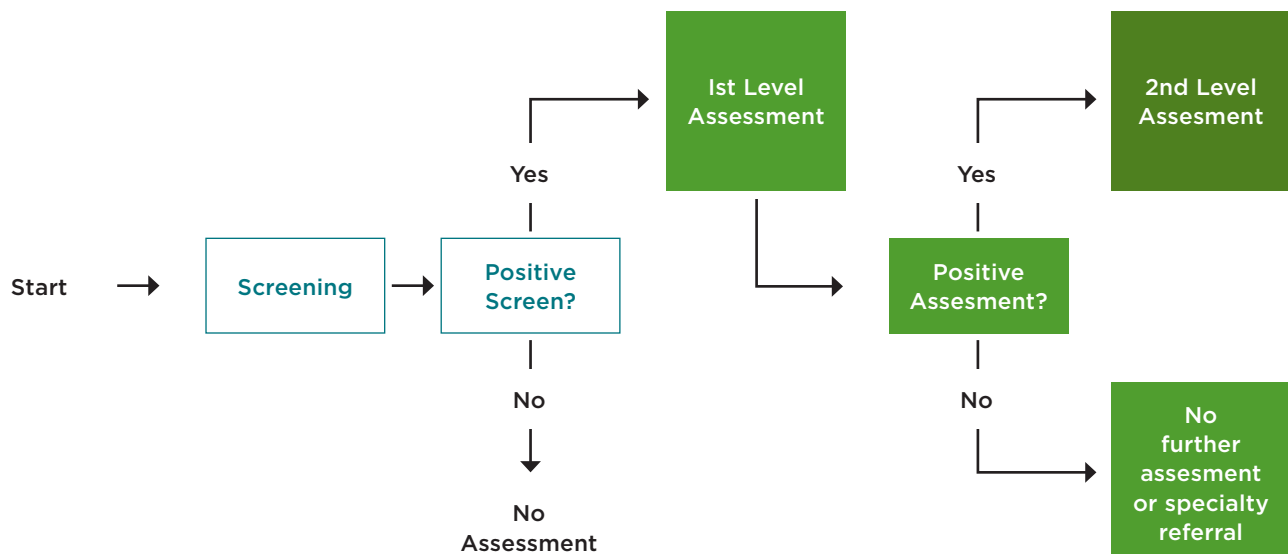 Start
Screening
Positive
Screen?
Yes
No
No
Assessment
Ist Level
Assessment
Positive
Assesment?
Yes
2nd Level
Assesment
No
No
further
assesment
or specialty
referral